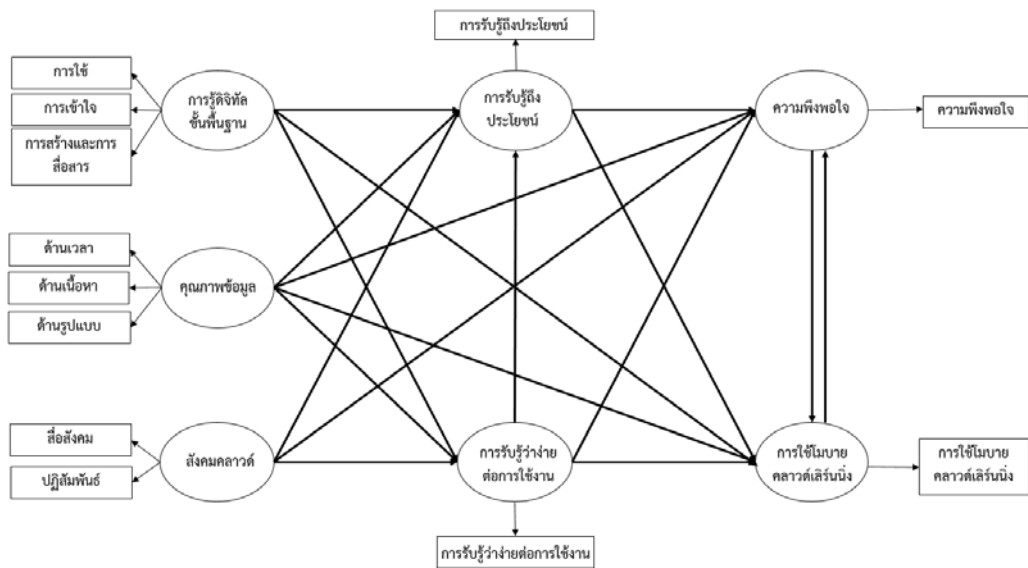 การรับรู้ถึงประโยชน์
การใช้
การเข้าใจ
การสร้างและการ
สื่อสาร
การรู้ดิจิทัล
ขั้นพื้นฐาน
การรับรู้ถึง
ประโยชน์
ความพึงพอใจ
ความพึงพอใจ
ด้านเวลา
ด้านเนื้อหา
ด้านรูปแบบ
คุณภาพข้อมูล
สื่อสังคม
ปฏิสัมพันธ์
สังคมคลาวด์
การรับรู้ว่าง่าย
ต่อการใช้งาน
การใช้โมบาย
คลาวด์เลิร์นนิ่ง
การใช้โมบาย
คลาวด์เลิร์นนิ่ง
การรับรู้ว่าง่ายต่อการใช้งาน